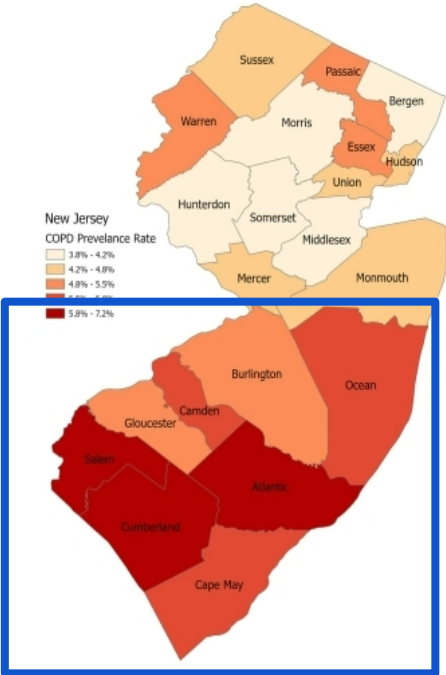 Sussex
Passaic
Bergen
Warren
Morris
Essex
Hudson
Union
Hunterdon
Somerset
Middlesex
New Jersey
COPD Prevelance Rate
3.8% - 4.2%
4.2% - 4.8%
4.8% - 5.5%
5.8% - 7.2%
Mercer
Monmouth
Burlington
Ocean
Camden
Gloucester
Salem
Atlantic
Cumberland
Cape May